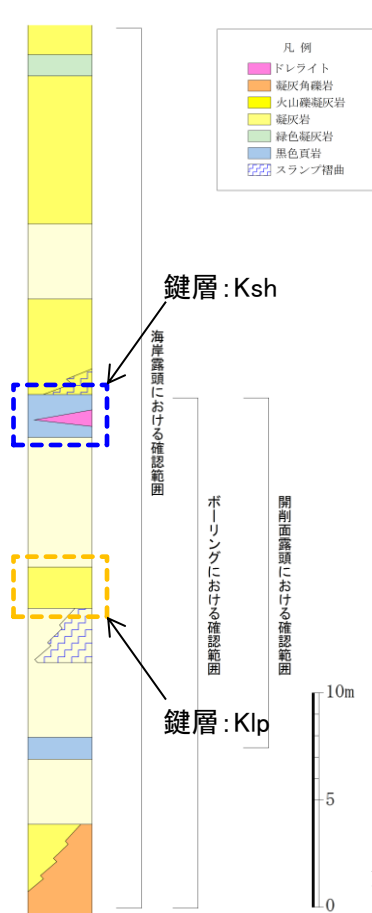 凡 例
ドレライト
凝灰角礫岩
火山礫凝灰岩
凝灰岩
緑色凝灰岩
黒色頁岩
スランプ褶曲
鍵層:Ksh
海岸露頭における確認範囲
ボーリングにおける確認範囲
開削面露頭における確認範囲
鍵層:Klp
10m
5
0